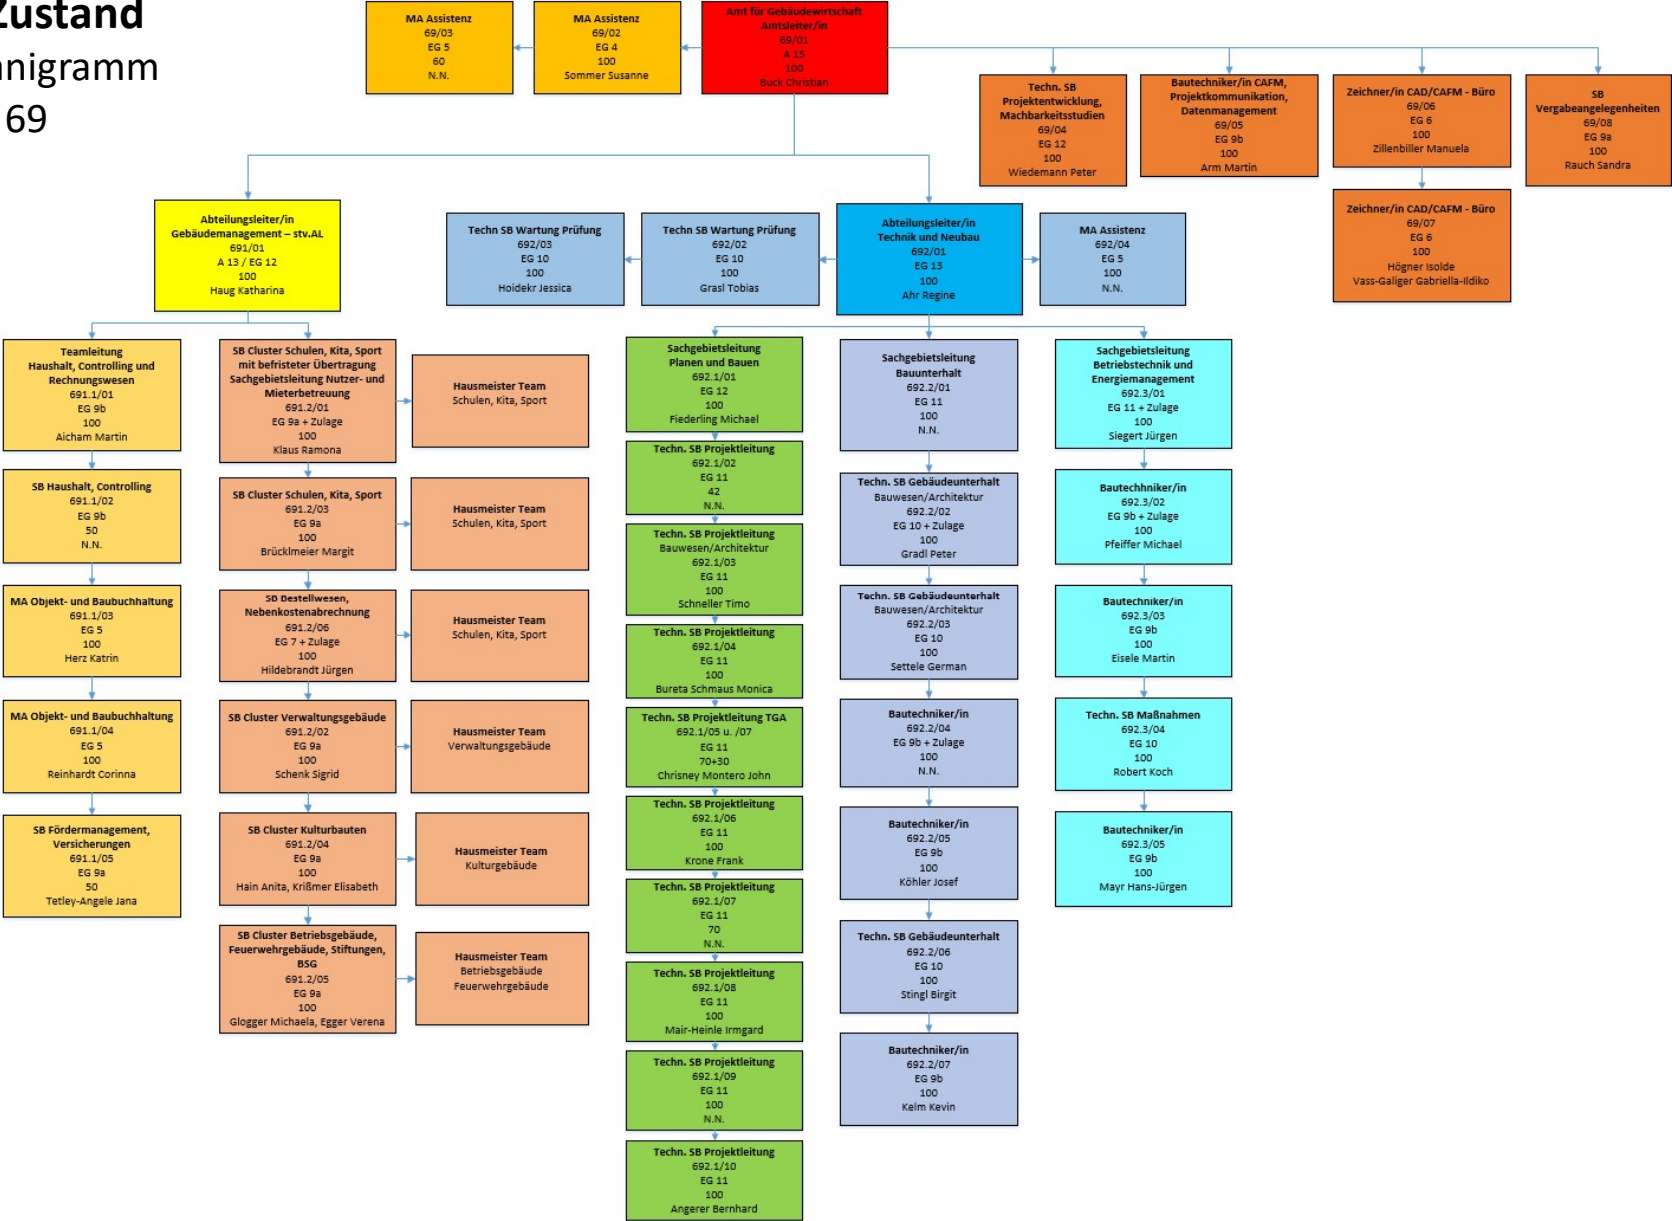 Zustand
nigramm
69
MA Assistenz
69/03
EG 5
60
N.N.
MA Assistenz
69/02
EG 4
100
Sommer Susanne
Amt für Gebäudewirtschaft
Amtsleiter/in
69/01
A 15
100
Buck Christian
Techn. SB
Projektentwicklung,
Machbarkeitsstudien
69/04
EG 12
100
Wiedemann Peter
Bautechniker/in CAFM,
Projektkommunikation,
Datenmanagement
69/05
EG 9b
100
Arm Martin
Zeichner/in CAD/CAFM - Büro
69/06
EG 6
100
Zillenbiller Manuela
SB
Vergabeangelegenheiten
69/08
EG 9a
100
Rauch Sandra
Zeichner/in CAD/CAFM - Büro
69/07
EG 6
100
Högner Isolde
Vass-Galiger Gabriella-Ildiko
Abteilungsleiter/in
Gebäudemanagement – stv.AL
691/01
A 13 / EG 12
100
Haug Katharina
Techn SB Wartung Prüfung
692/03
EG 10
100
Hoidekr Jessica
Techn SB Wartung Prüfung
692/02
EG 10
100
Grasl Tobias
Abteilungsleiter/in
Technik und Neubau
692/01
EG 13
100
Ahr Regine
MA Assistenz
692/04
EG 5
100
N.N.
Teamleitung
Haushalt, Controlling und
Rechnungswesen
691.1/01
EG 9b
100
Aicham Martin
SB Haushalt, Controlling
691.1/02
EG 9b
50
N.N.
MA Objekt- und Baubuchhaltung
691.1/03
EG 5
100
Herz Katrin
MA Objekt- und Baubuchhaltung
691.1/04
EG 5
100
Reinhardt Corinna
SB Fördermanagement,
Versicherungen
691.1/05
EG 9a
50
Tetley-Angele Jana
SB Cluster Schulen, Kita, Sport
mit befristeter Übertragung
Sachgebietsleitung Nutzer- und
Mieterbetreuung
691.2/01
EG 9a + Zulage
100
Klaus Ramona
Hausmeister Team
Schulen, Kita, Sport
SB Cluster Schulen, Kita, Sport
691.2/03
EG 9a
100
Brücklmeier Margit
Hausmeister Team
Schulen, Kita, Sport
SB Bestellwesen,
Nebenkostenabrechnung
691.2/06
EG 7 + Zulage
100
Hildebrandt Jürgen
Hausmeister Team
Schulen, Kita, Sport
SB Cluster Verwaltungsgebäude
691.2/02
EG 9a
100
Schenk Sigrid
Hausmeister Team
Verwaltungsgebäude
SB Cluster Kulturbauten
691.2/04
EG 9a
100
Hain Anita, Krißmer Elisabeth
Hausmeister Team
Kulturgebäude
SB Cluster Betriebsgebäude,
Feuerwehrgebäude, Stiftungen,
BSG
691.2/05
EG 9a
100
Glogger Michaela, Egger Verena
Hausmeister Team
Betriebsgebäude
Feuerwehrgebäude
Sachgebietsleitung
Planen und Bauen
692.1/01
EG 12
100
Fiederling Michael
Techn. SB Projektleitung
692.1/02
EG 11
42
N.N.
Techn. SB Projektleitung
Bauwesen/Architektur
692.1/03
EG 11
100
Schneller Timo
Techn. SB Projektleitung
692.1/04
EG 11
100
Bureta Schmaus Monica
Techn. SB Projektleitung TGA
692.1/05 u. /07
EG 11
70+30
Chrisney Montero John
Techn. SB Projektleitung
692.1/06
EG 11
100
Krone Frank
Techn. SB Projektleitung
692.1/07
EG 11
70
N.N.
Techn. SB Projektleitung
692.1/08
EG 11
100
Mair-Heinle Irmgard
Techn. SB Projektleitung
692.1/09
EG 11
100
N.N.
Techn. SB Projektleitung
692.1/10
EG 11
100
Angerer Bernhard
Sachgebietsleitung
Bauunterhalt
692.2/01
EG 11
100
N.N.
Techn. SB Gebäudeunterhalt
Bauwesen/Architektur
692.2/02
EG 10 + Zulage
100
Gradl Peter
Techn. SB Gebäudeunterhalt
Bauwesen/Architektur
692.2/03
EG 10
100
Settele German
Bautechniker/in
692.2/04
EG 9b + Zulage
100
N.N.
Bautechniker/in
692.2/05
EG 9b
100
Köhler Josef
Techn. SB Gebäudeunterhalt
692.2/06
EG 10
100
Stingl Birgit
Bautechniker/in
692.2/07
EG 9b
100
Kelm Kevin
Sachgebietsleitung
Betriebstechnik und
Energiemanagement
692.3/01
EG 11 + Zulage
100
Siegert Jürgen
Bautechhniker/in
692.3/02
EG 9b + Zulage
100
Pfeiffer Michael
Bautechniker/in
692.3/03
EG 9b
100
Eisele Martin
Techn. SB Maßnahmen
692.3/04
EG 10
100
Robert Koch
Bautechniker/in
692.3/05
EG 9b
100
Mayr Hans-Jürgen